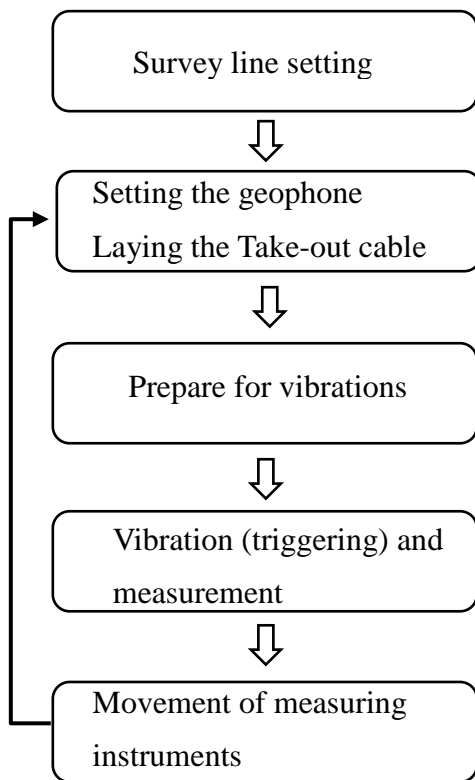 Survey line setting
Setting the geophone
Laying the Take-out cable
Prepare for vibrations
Vibration (triggering) and
measurement
Movement of measuring
instruments